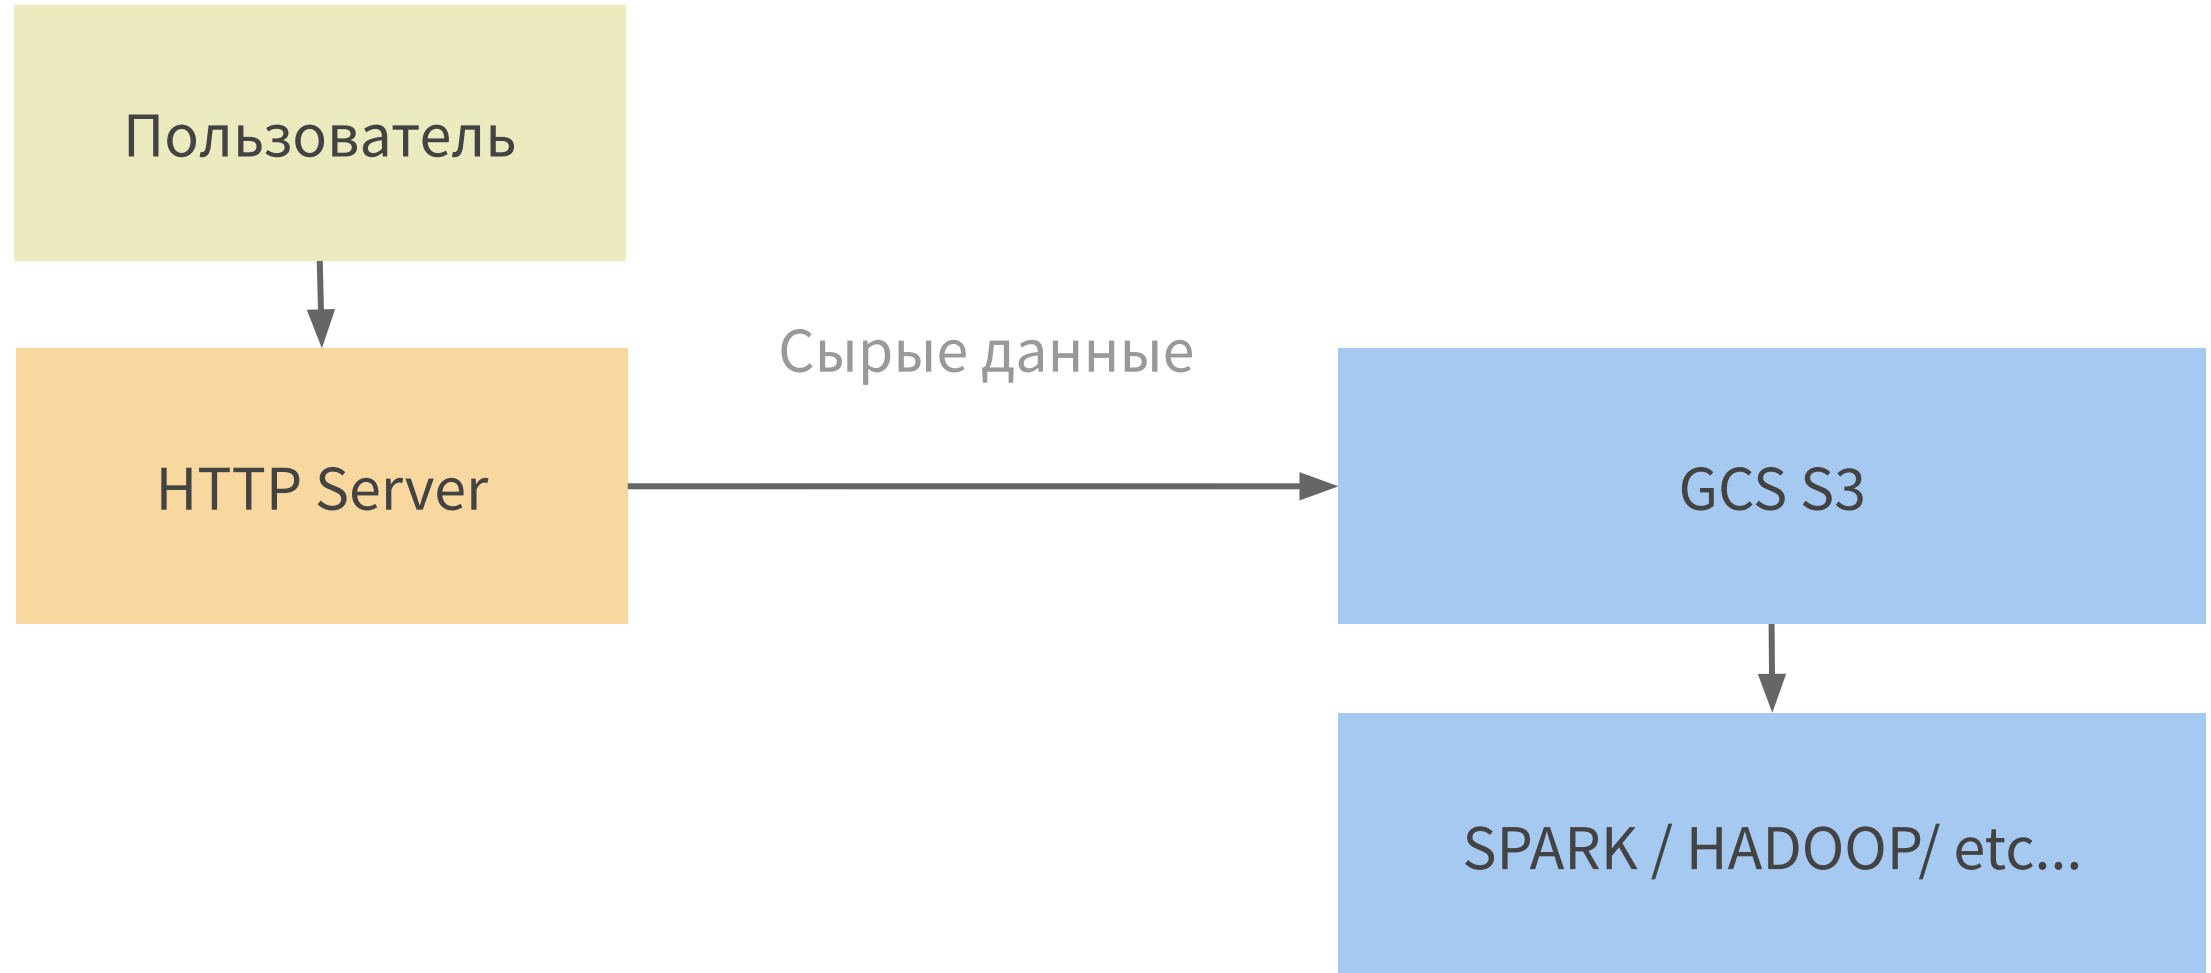 Пользователь
Сырые данные
HTTP Server
GCS S3
SPARK / HADOOP/ etc...